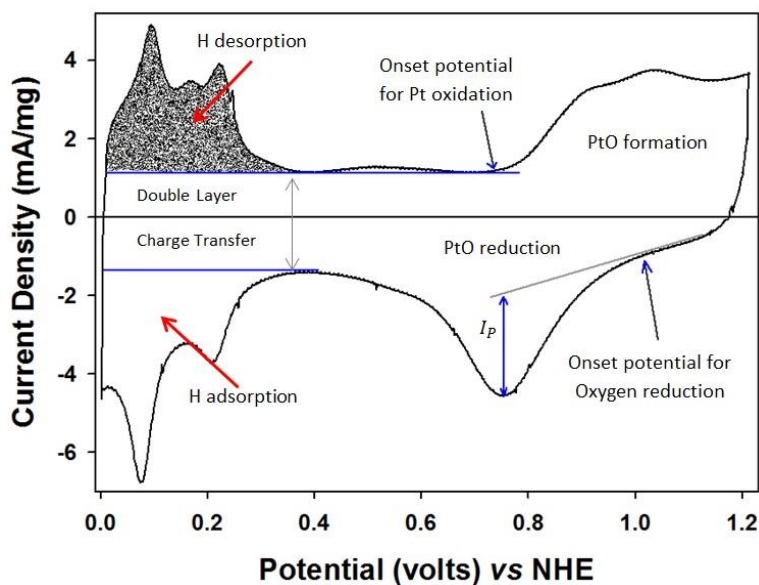 H desorption
Onset potential
for Pt oxidation
PtO formation
Double Layer
Charge Transfer
PtO reduction
I_P
H adsorption
Onset potential for
Oxygen reduction
Current Density (mA/mg)
4
2
0
-2
-4
-6
0.0 0.2 0.4 0.6 0.8 1.0 1.2
Potential (volts) vs NHE